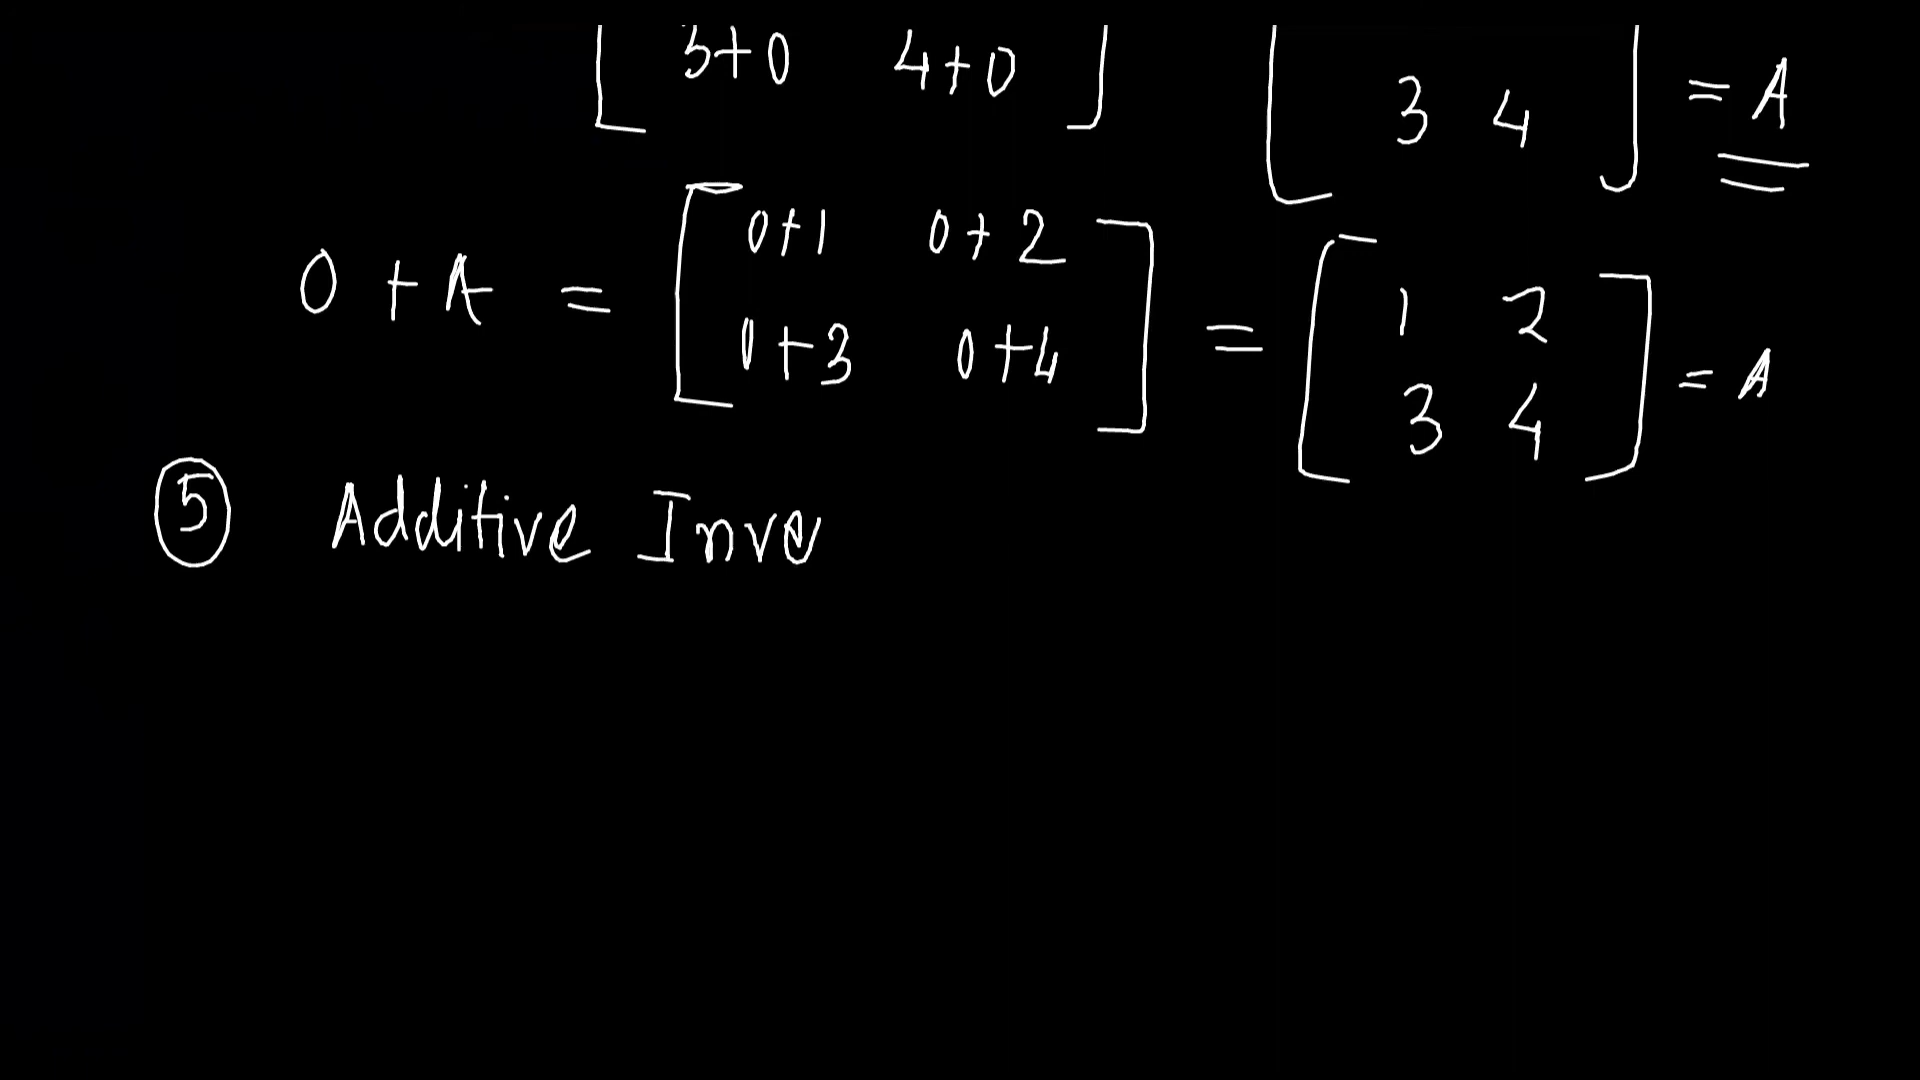 [ 3+0 4+0 ] [ 3 4 ] = A
0 + A = [ 0+1 0+2 ] = [ 1 2 ] = A
[ 0+3 0+4 ] [ 3 4 ]
⑤ Additive Inve